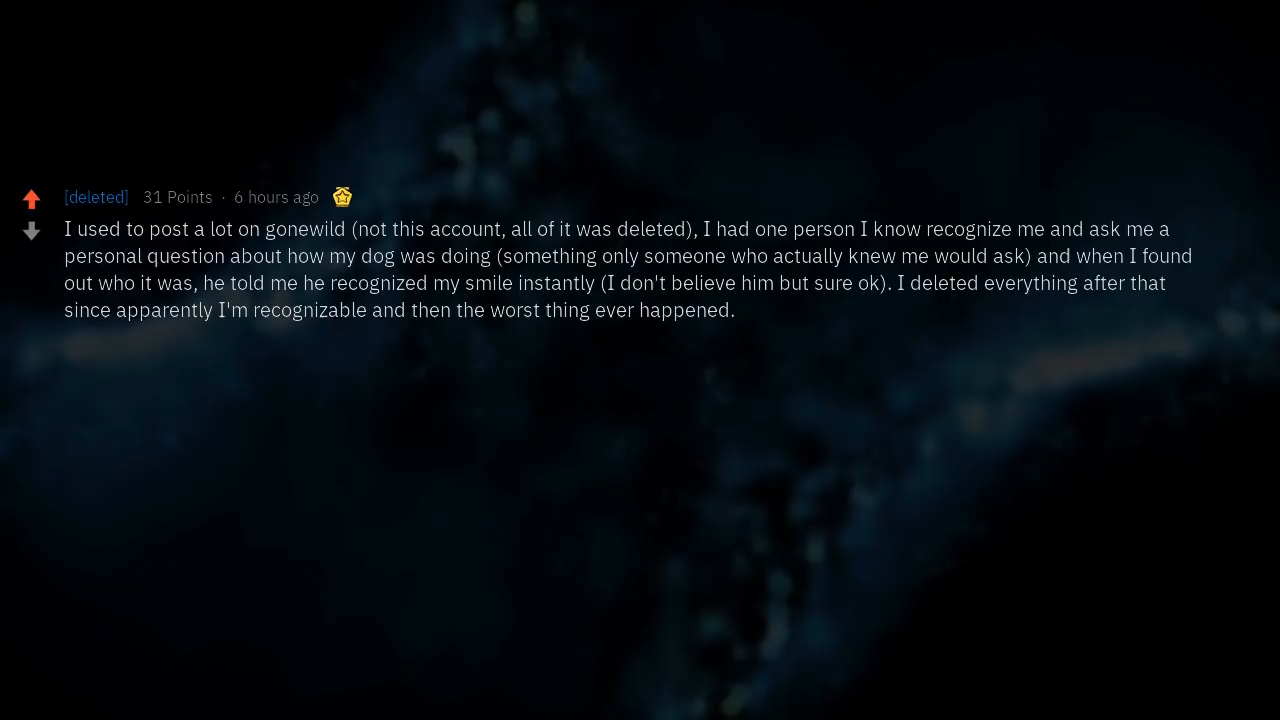 [deleted] 31 Points · 6 hours ago
I used to post a lot on gonewild (not this account, all of it was deleted), I had one person I know recognize me and ask me a
personal question about how my dog was doing (something only someone who actually knew me would ask) and when I found
out who it was, he told me he recognized my smile instantly (I don't believe him but sure ok). I deleted everything after that
since apparently I'm recognizable and then the worst thing ever happened.